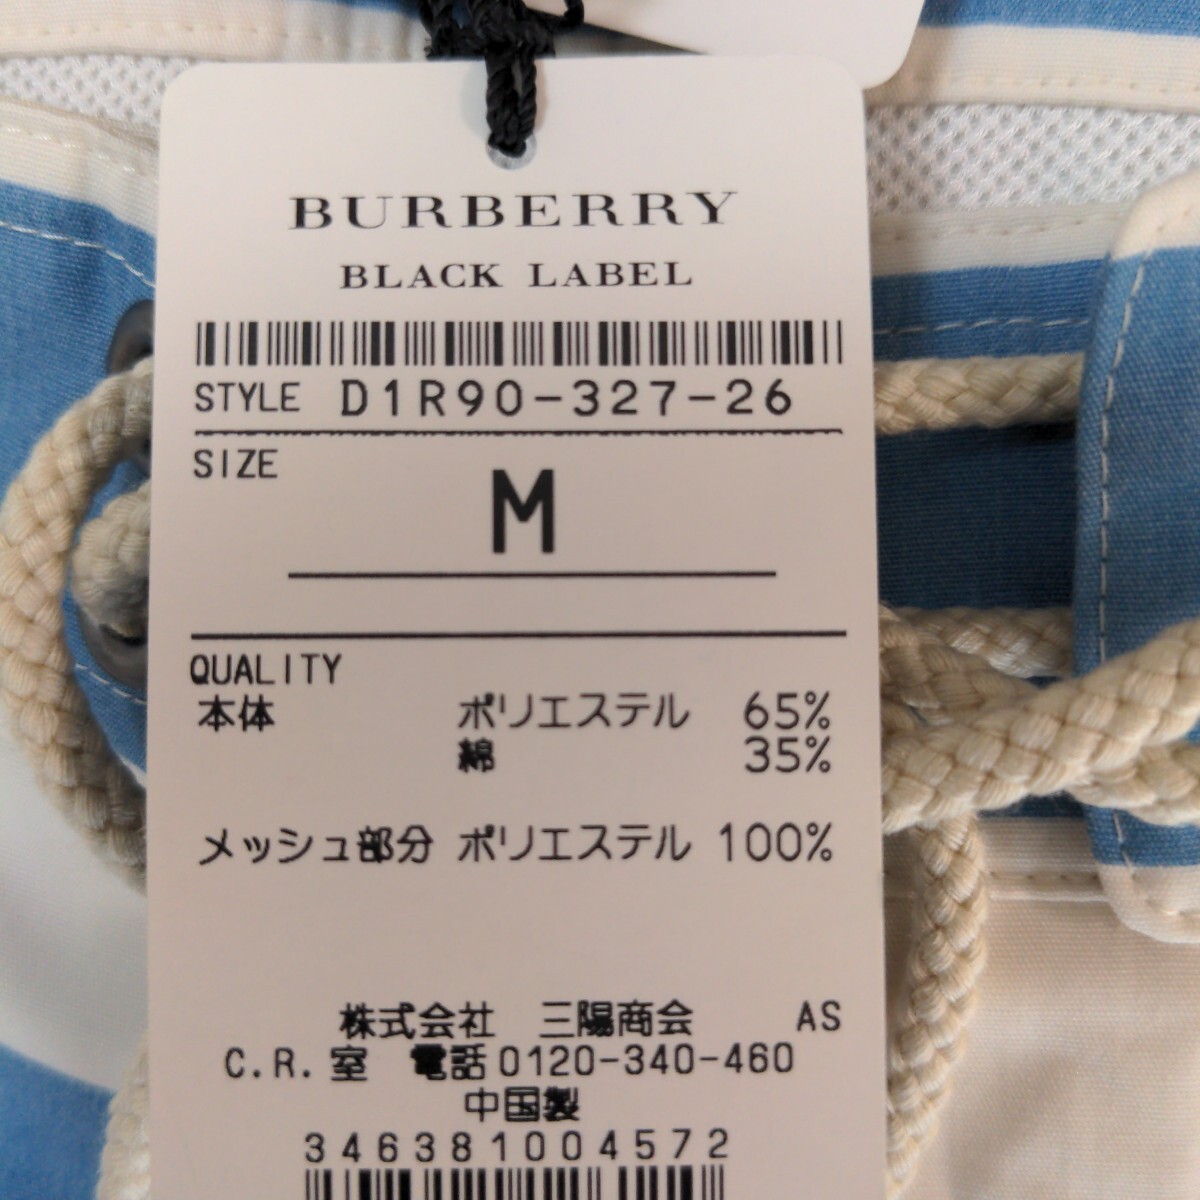 BURBERRY
BLACK LABEL
STYLE D1R90-327-26
SIZE
M
QUALITY
本体 ポリエステル 65%
綿 35%
メッシュ部分 ポリエステル 100%
株式会社 三陽商会 AS
C.R.室 電話0120-340-460
中国製
346381004572